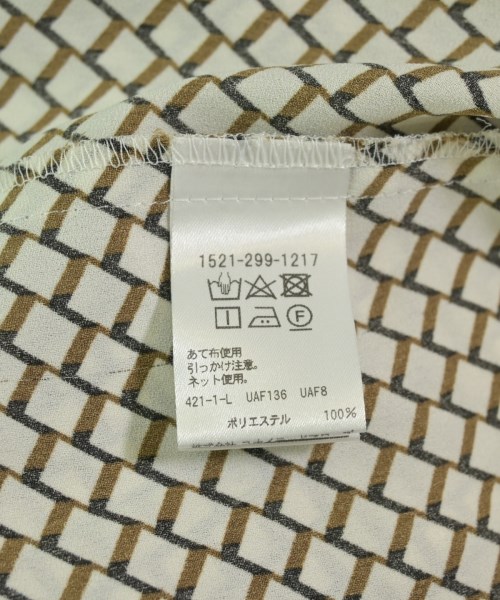 1521-299-1217
F
あて布使用
引っかけ注意。
ネット使用。
421-1-L UAF136 UAF8
ポリエステル 100%